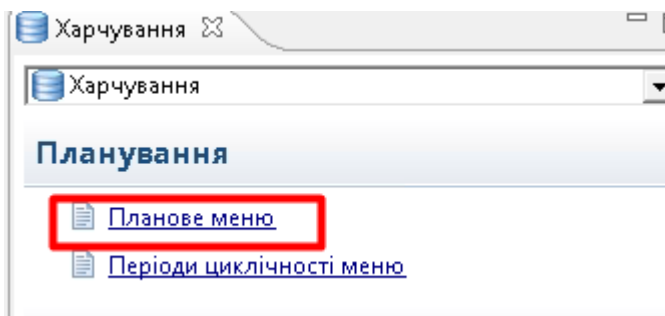 Харчування
Харчування
Планування
Планове меню
Періоди циклічності меню